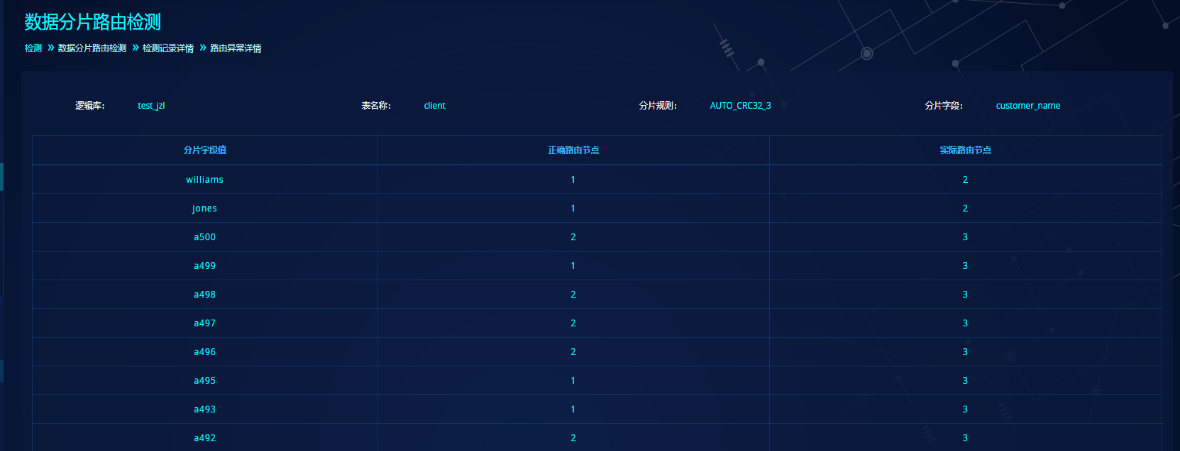 数据分片路由检测
检测 » 数据分片路由检测 » 检测记录详情 » 路由异常详情
逻辑库: test_jzl 表名称: client 分片规则: AUTO_CRC32_3 分片字段: customer_name
分片字段值 正确路由节点 实际路由节点
williams 1 2
jones 1 2
a500 2 3
a499 1 3
a498 2 3
a497 2 3
a496 2 3
a495 1 3
a493 1 3
a492 2 3